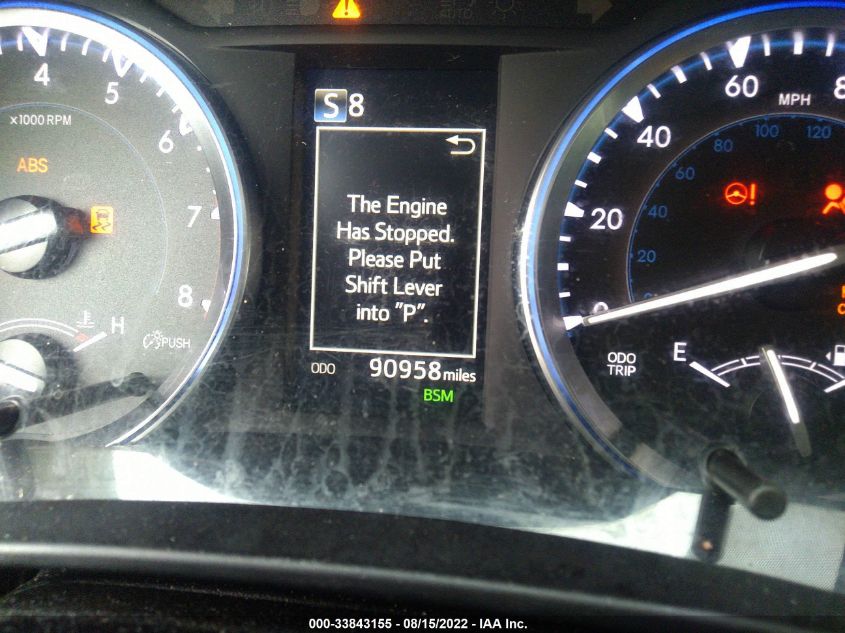 S 8
4
5
x1000 RPM
6
ABS
7
8
H
PUSH
The Engine
Has Stopped.
Please Put
Shift Lever
into "P".
ODO 90958 miles
BSM
60
MPH
40
100
120
80
60
20
40
20
0
ODO
TRIP
E
000-33843155 - 08/15/2022 - IAA Inc.